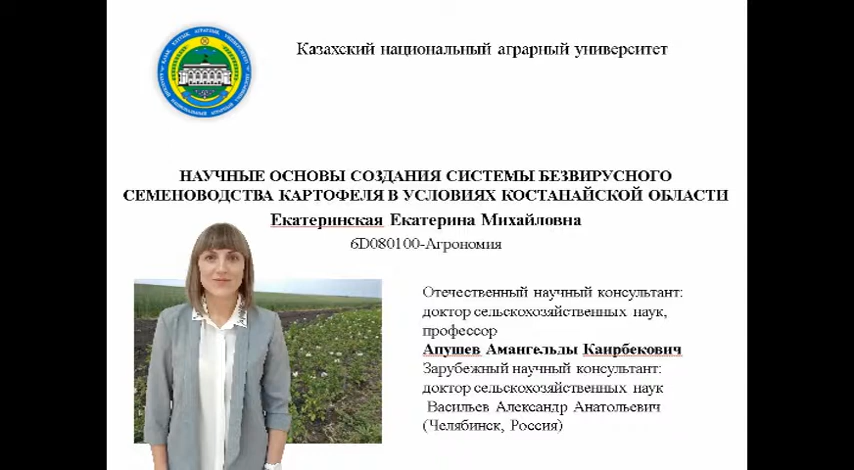 Казахский национальный аграрный университет
НАУЧНЫЕ ОСНОВЫ СОЗДАНИЯ СИСТЕМЫ БЕЗВИРУСНОГО
СЕМЕНОВОДСТВА КАРТОФЕЛЯ В УСЛОВИЯХ КОСТАНАЙСКОЙ ОБЛАСТИ
Екатеринская Екатерина Михайловна
6D080100-Агрономия
Отечественный научный консультант:
доктор сельскохозяйственных наук,
профессор
Апушев Амангельды Каирбекович
Зарубежный научный консультант:
доктор сельскохозяйственных наук
Васильев Александр Анатольевич
(Челябинск, Россия)